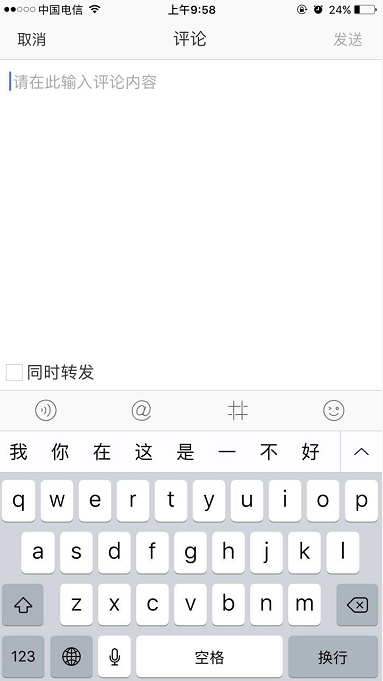 中国电信 上午9:58 24%
取消 评论 发送
请在此输入评论内容
同时转发
@
我 你 在 这 是 一 不 好
q w e r t y u i o p
a s d f g h j k l
z x c v b n m
123 空格 换行